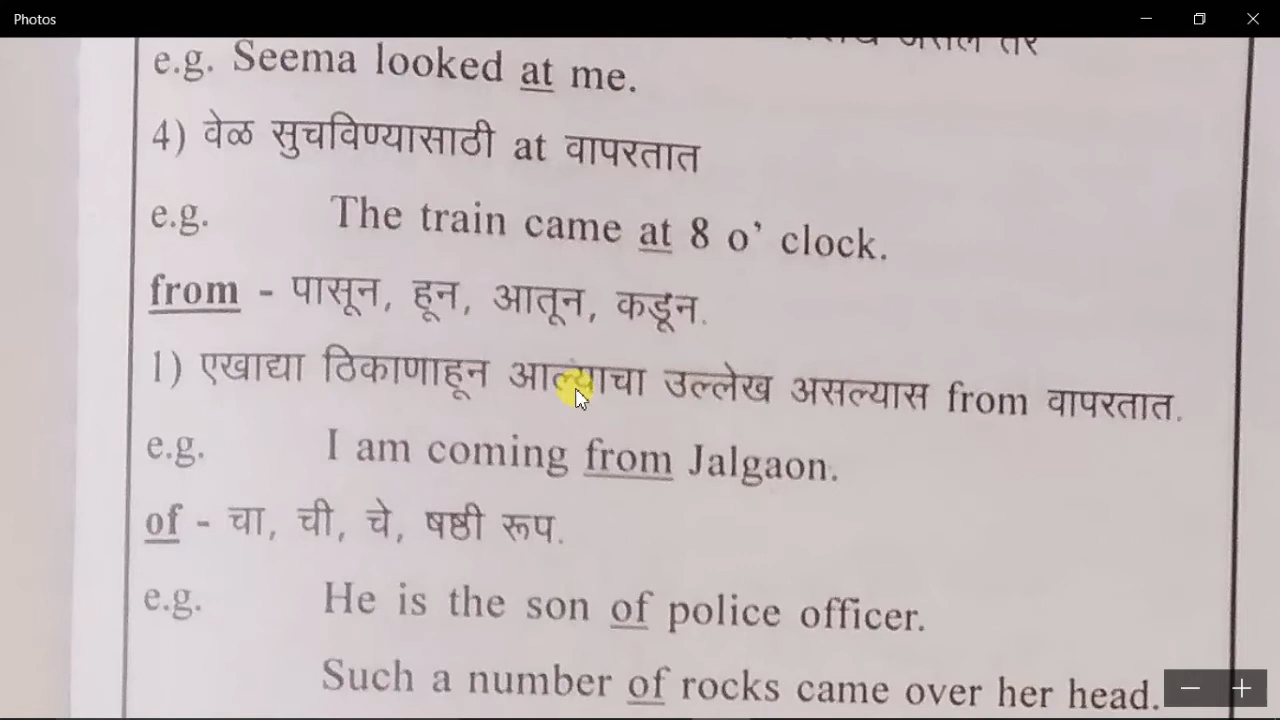 Photos
असेल तर
e.g. Seema looked at me.
4) वेळ सुचविण्यासाठी at वापरतात
e.g. The train came at 8 o' clock.
from - पासून, हून, आतून, कडून.
1) एखाद्या ठिकाणाहून आल्याचा उल्लेख असल्यास from वापरतात.
e.g. I am coming from Jalgaon.
of - चा, ची, चे, षष्ठी रूप.
e.g. He is the son of police officer.
Such a number of rocks came over her head.